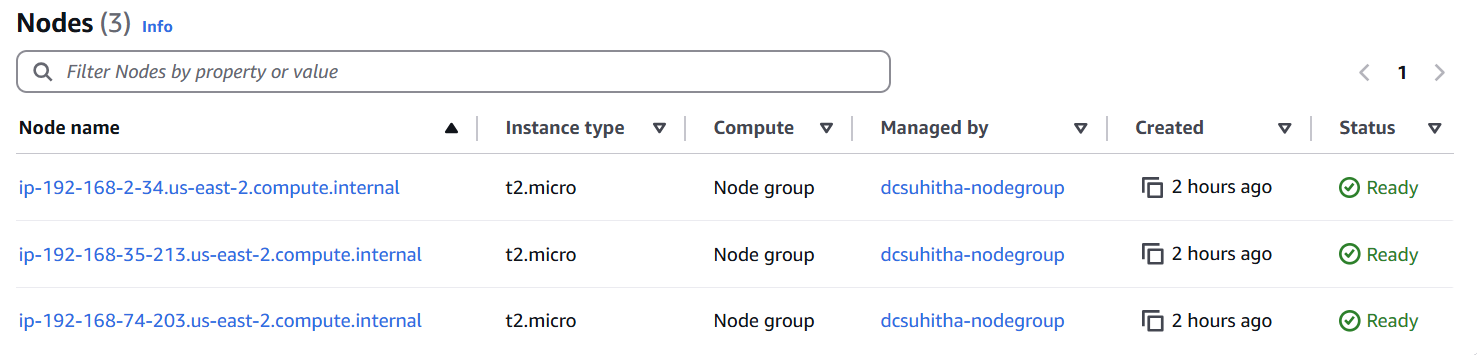 Nodes (3) Info
Filter Nodes by property or value
1
Node name Instance type Compute Managed by Created Status
ip-192-168-2-34.us-east-2.compute.internal t2.micro Node group dcsuhitha-nodegroup 2 hours ago Ready
ip-192-168-35-213.us-east-2.compute.internal t2.micro Node group dcsuhitha-nodegroup 2 hours ago Ready
ip-192-168-74-203.us-east-2.compute.internal t2.micro Node group dcsuhitha-nodegroup 2 hours ago Ready